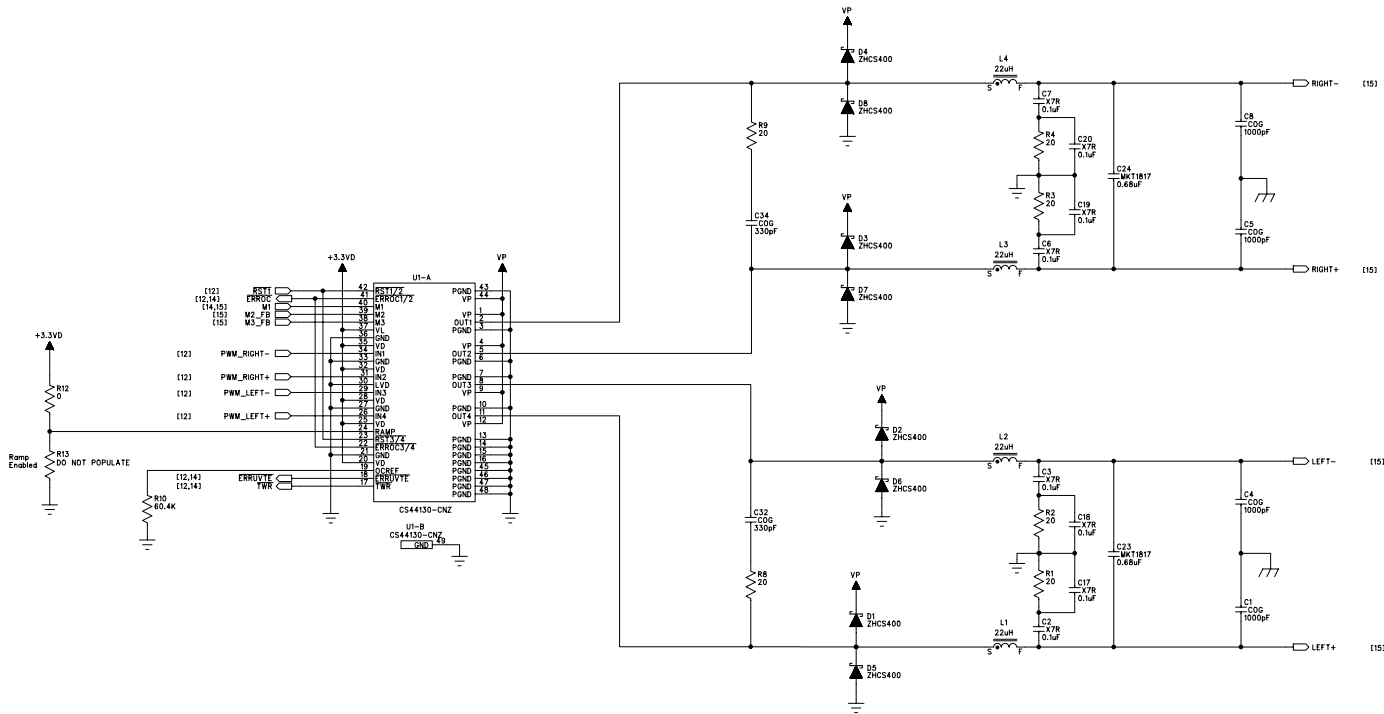 VP
D4
ZHCS400
D8
ZHCS400
L4
22uH
S F
RIGHT- [15]
C7
X7R
0.1uF
R4
20
C20
X7R
0.1uF
R3
20
C19
X7R
0.1uF
C6
X7R
0.1uF
C24
MKT1817
0.68uF
C8
COG
1000pF
C5
COG
1000pF
R9
20
C34
COG
330pF
VP
D3
ZHCS400
D7
ZHCS400
L3
22uH
S F
RIGHT+ [15]
+3.3VD
VP
U1-A
[12] RST1
[12,14] ERROC
[14,15] M1
[15] M2_FB
[15] M3_FB
[12] PWM_RIGHT-
[12] PWM_RIGHT+
[12] PWM_LEFT-
[12] PWM_LEFT+
[12,14] ERRUVTE
[12,14] TWR
42 RST1/2
41 ERROC1/2
40 M1
39 M2
38 M3
37 VL
36 GND
35 VD
34 IN1
33 GND
32 VD
31 IN2
30 LVD
29 IN3
28 VD
27 GND
26 IN4
25 VD
24 RAMP
23 RST3/4
22 ERROC3/4
21 GND
20 VD
19 OCREF
18 ERRUVTE
17 TWR
PGND 43
VP 44
VP 1
OUT1 2
PGND 3
VP 4
OUT2 5
PGND 6
PGND 7
OUT3 8
VP 9
PGND 10
OUT4 11
VP 12
PGND 13
PGND 14
PGND 15
PGND 16
PGND 45
PGND 46
PGND 47
PGND 48
CS44130-CNZ
U1-B
CS44130-CNZ
GND 49
+3.3VD
R12
0
Ramp
Enabled
R13
DO NOT POPULATE
R10
60.4K
VP
D2
ZHCS400
D6
ZHCS400
L2
22uH
S F
LEFT- [15]
C32
COG
330pF
R8
20
C3
X7R
0.1uF
R2
20
C18
X7R
0.1uF
R1
20
C17
X7R
0.1uF
C2
X7R
0.1uF
C23
MKT1817
0.68uF
C4
COG
1000pF
C1
COG
1000pF
VP
D1
ZHCS400
D5
ZHCS400
L1
22uH
S F
LEFT+ [15]